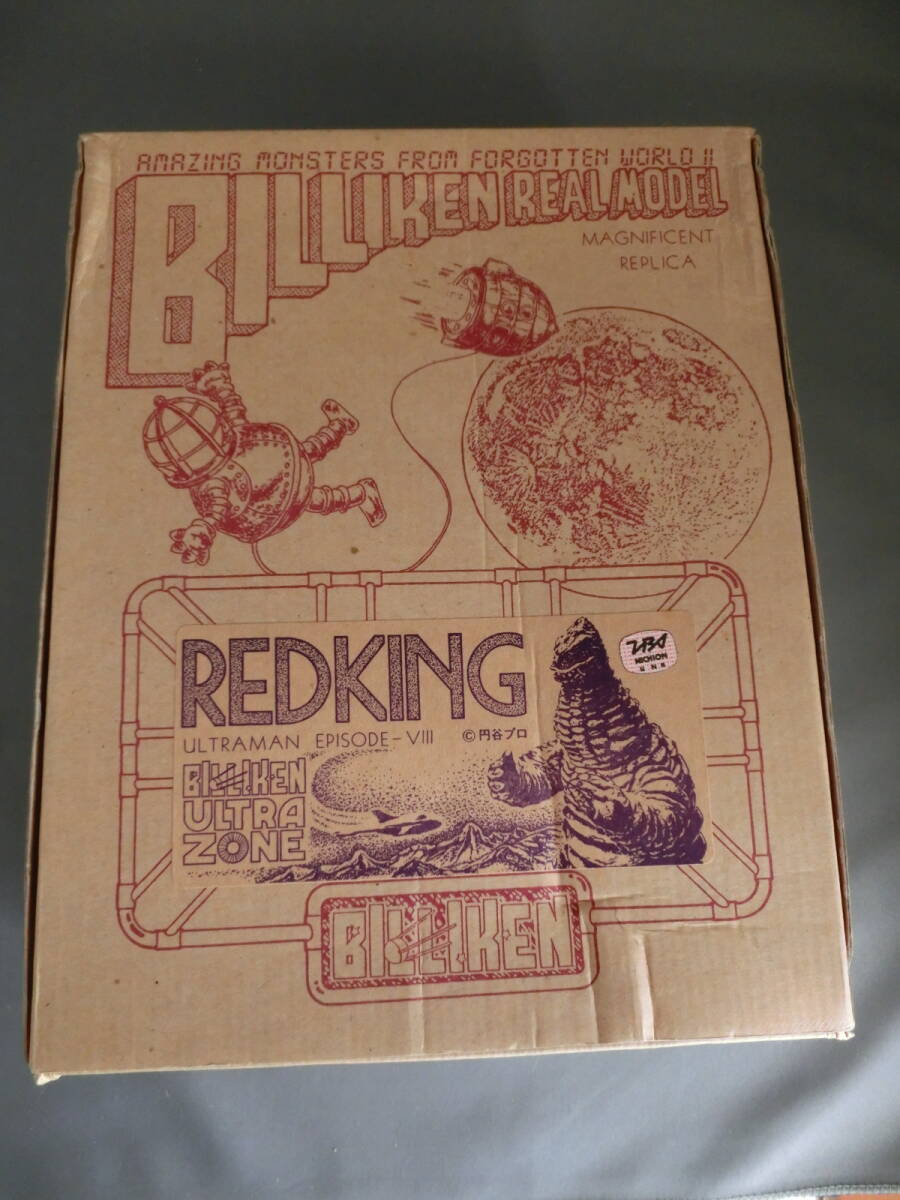 AMAZING MONSTERS FROM FORGOTTEN WORLD !!
BILLIKEN REAL MODEL
MAGNIFICENT
REPLICA
REDKING
ULTRAMAN EPISODE-VIII ©円谷プロ
BILLIKEN
ULTRA
ZONE
BILLIKEN